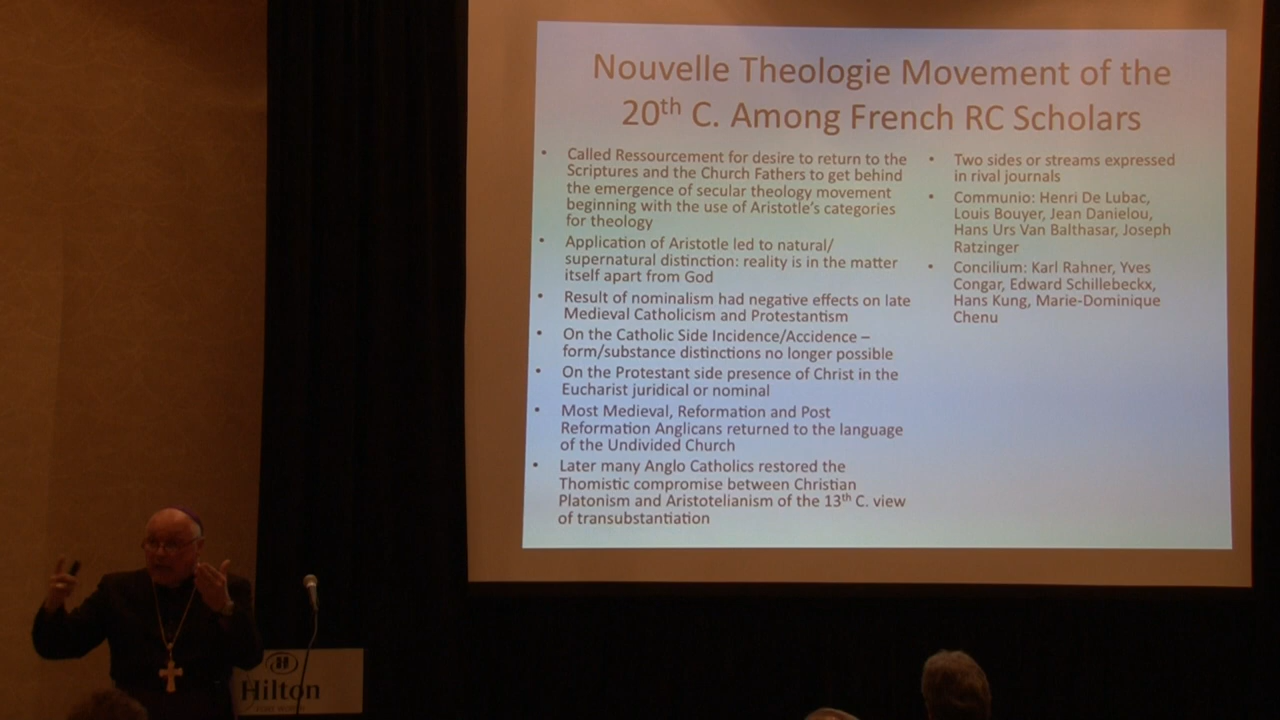 Nouvelle Theologie Movement of the
20th C. Among French RC Scholars
• Called Ressourcement for desire to return to the
Scriptures and the Church Fathers to get behind
the emergence of secular theology movement
beginning with the use of Aristotle's categories
for theology
• Application of Aristotle led to natural/
supernatural distinction: reality is in the matter
itself apart from God
• Result of nominalism had negative effects on late
Medieval Catholicism and Protestantism
• On the Catholic Side Incidence/Accidence –
form/substance distinctions no longer possible
• On the Protestant side presence of Christ in the
Eucharist juridical or nominal
• Most Medieval, Reformation and Post
Reformation Anglicans returned to the language
of the Undivided Church
• Later many Anglo Catholics restored the
Thomistic compromise between Christian
Platonism and Aristotelianism of the 13th C. view
of transubstantiation
• Two sides or streams expressed
in rival journals
• Communio: Henri De Lubac,
Louis Bouyer, Jean Danielou,
Hans Urs Van Balthasar, Joseph
Ratzinger
• Concilium: Karl Rahner, Yves
Congar, Edward Schillebeckx,
Hans Kung, Marie-Dominique
Chenu
H
Hilton
FORT WORTH